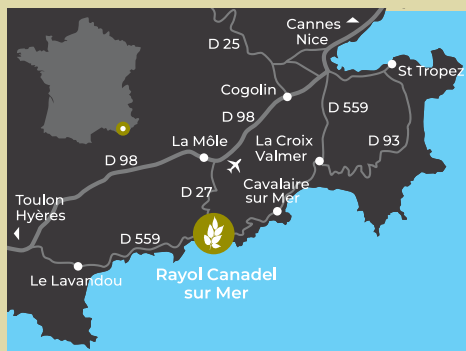 Cannes
Nice
D 25
St Tropez
Cogolin
D 98
D 559
D 93
La Môle
La Croix
Valmer
D 98
D 27
Cavalaire
sur Mer
Toulon
Hyères
D 559
Le Lavandou
Rayol Canadel
sur Mer